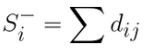 $S_i^- = \sum d_{ij}$